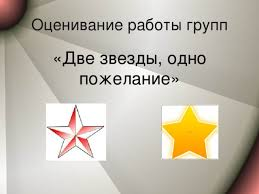 Оценивание работы групп
«Две звезды, одно
пожелание»